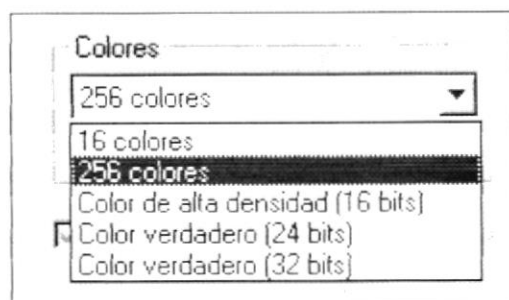 Colores
256 colores
16 colores
256 colores
Color de alta densidad (16 bits)
Color verdadero (24 bits)
Color verdadero (32 bits)